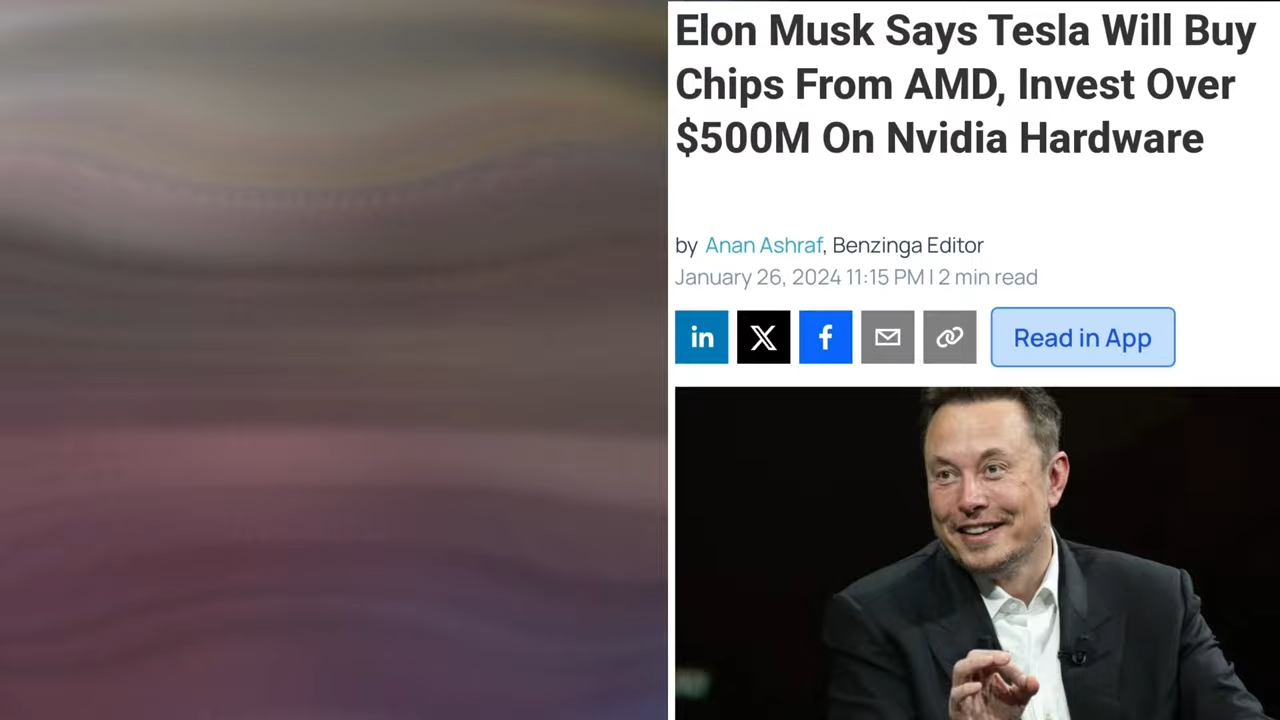 Elon Musk Says Tesla Will Buy
Chips From AMD, Invest Over
$500M On Nvidia Hardware
by Anan Ashraf, Benzinga Editor
January 26, 2024 11:15 PM | 2 min read
in X f Read in App